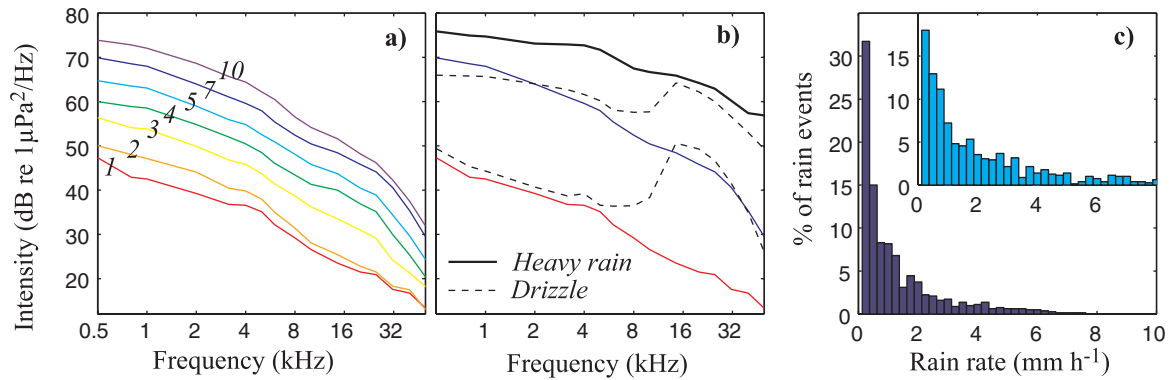 Intensity (dB re 1µPa²/Hz)
80
70
60
50
40
30
20
a)
1
2
3
4
5
7
10
0.5 1 2 4 8 16 32
Frequency (kHz)
b)
Heavy rain
Drizzle
1 2 4 8 16 32
Frequency (kHz)
% of rain events
30
25
20
15
10
5
0
c)
15
10
5
0
0 2 4 6
0 2 4 6 8 10
Rain rate (mm h⁻¹)